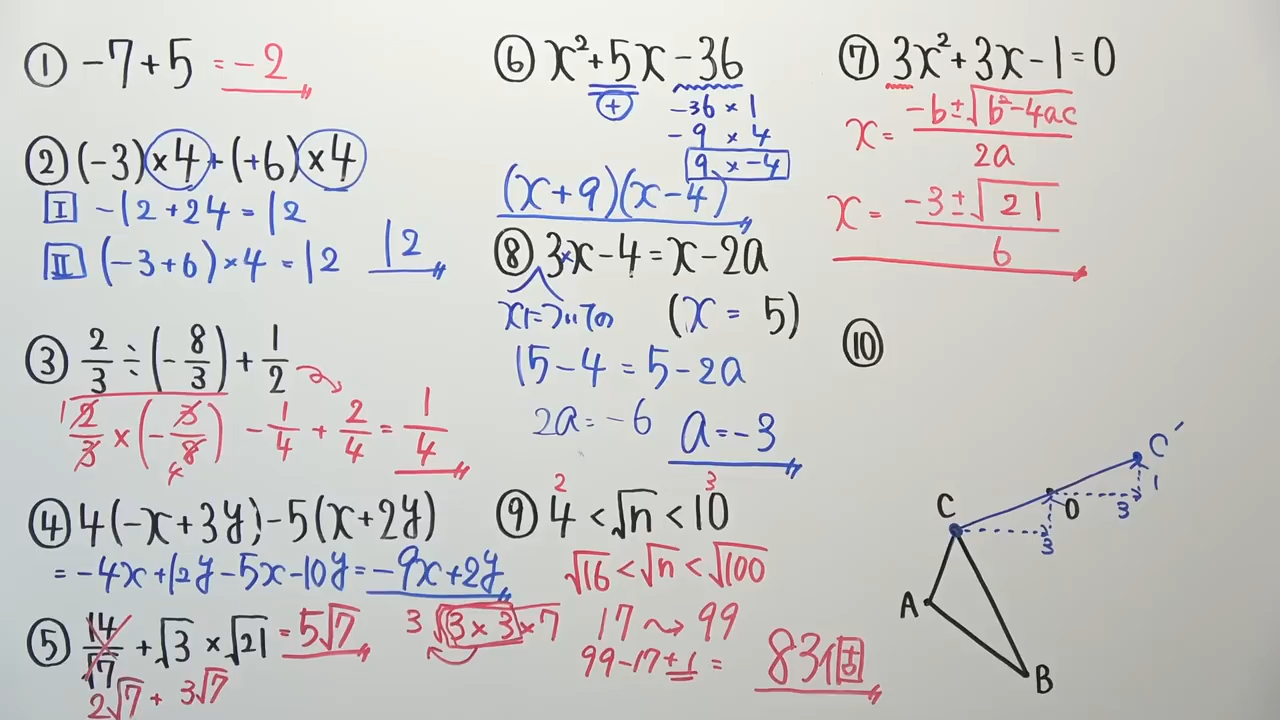 ① -7+5 = -2
② (-3)×4+(+6)×4
Ⅰ -12+24=12
Ⅱ (-3+6)×4=12 12
③ 2/3 ÷ (-8/3) + 1/2
2/3 × (-3/8) -1/4 + 2/4 = 1/4
1
4
④ 4(-x+3y)-5(x+2y)
= -4x+12y-5x-10y = -9x+2y
⑤ 14/√7 + √3 × √21 = 5√7
2√7 + 3√7
3 √3×3×7
⑥ x²+5x-36
+
-36×1
-9×4
9×-4
(x+9)(x-4)
⑧ 3×x-4=x-2a
xについての (x=5)
15-4=5-2a
2a=-6 a=-3
⑨ 4<√n<10
2 3
√16<√n<√100
17〜99
99-17+1= 83個
⑦ 3x²+3x-1=0
x= -b±√b²-4ac / 2a
x= -3±√21 / 6
⑩
C′
1
O
3
C
3
A
B